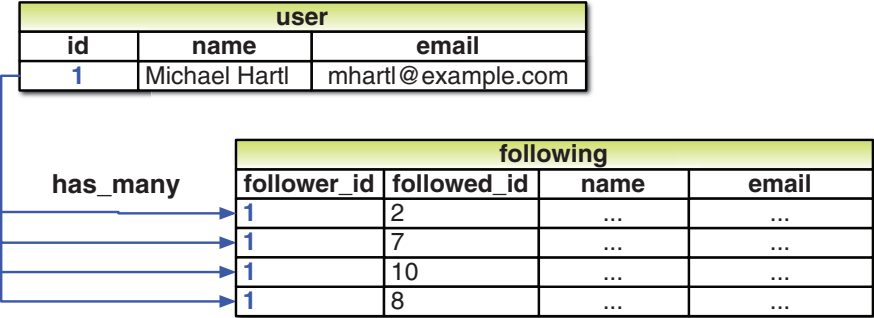 user
id name email
1 Michael Hartl mhartl@example.com
following
has_many follower_id followed_id name email
1 2 ... ...
1 7 ... ...
1 10 ... ...
1 8 ... ...